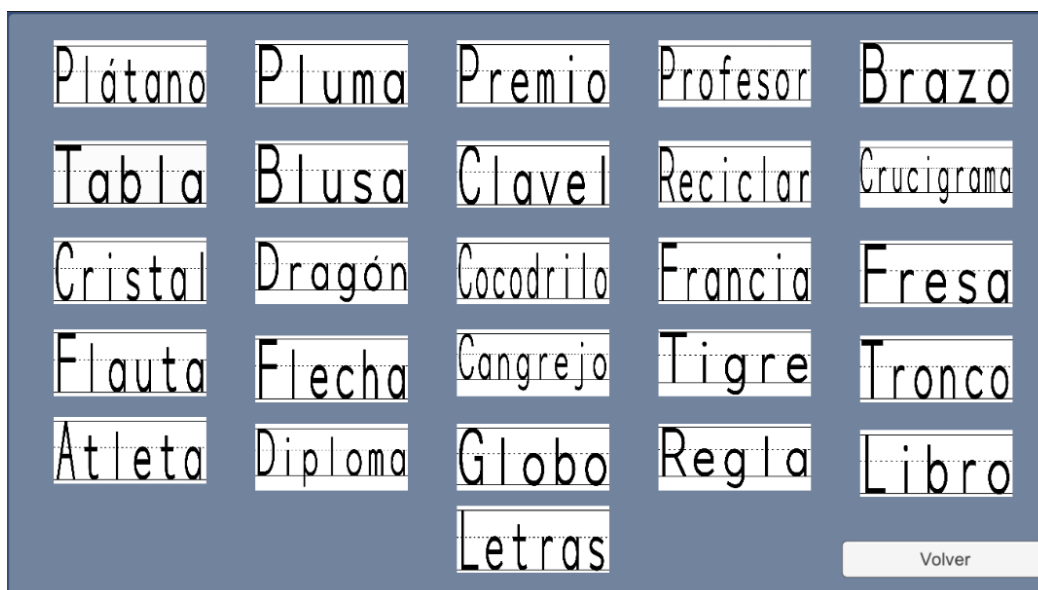 Plátano Pluma Premio Profesor Brazo
Tabla Blusa Clavel Reciclar Crucigrama
Cristal Dragón Cocodrilo Francia Fresa
Flauta Flecha Cangrejo Tigre Tronco
Atleta Diploma Globo Regla Libro
Letras
Volver